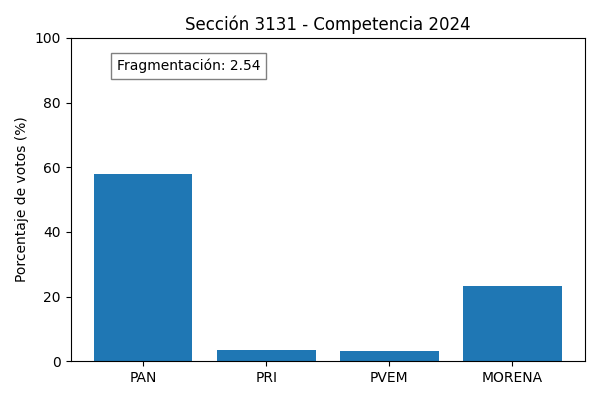 Sección 3131 - Competencia 2024
Fragmentación: 2.54
Porcentaje de votos (%)
100
80
60
40
20
0
PAN PRI PVEM MORENA